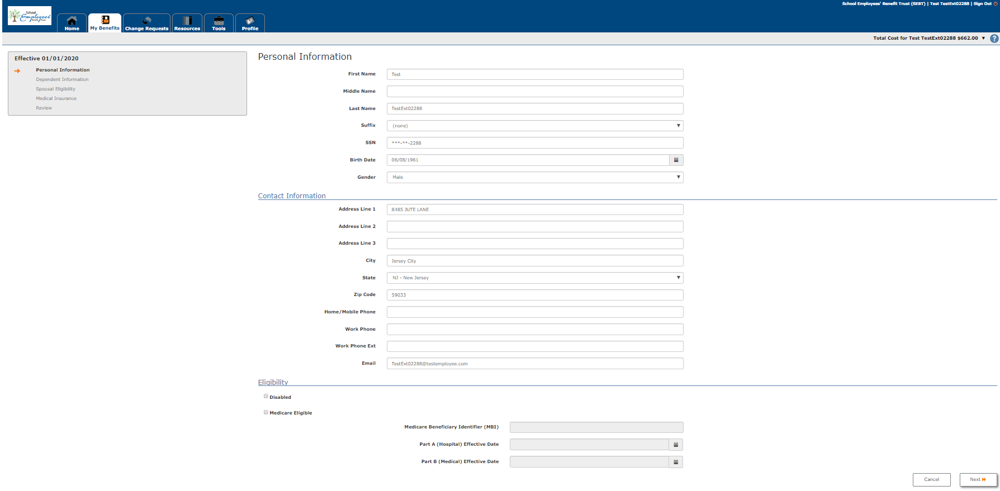 School Employees' Benefit Trust (SEBT) | Test TestExt02288 | Sign Out
School
Employees'
Benefit Trust
Home
My Benefits
Change Requests
Resources
Tools
Profile
Total Cost for Test TestExt02288 $662.00
?
Effective 01/01/2020
Personal Information
Dependent Information
Spousal Eligibility
Medical Insurance
Review
Personal Information
First Name Test
Middle Name
Last Name TestExt02288
Suffix (none)
SSN ***-**-2288
Birth Date 06/08/1961
Gender Male
Contact Information
Address Line 1 8485 JUTE LANE
Address Line 2
Address Line 3
City Jersey City
State NJ - New Jersey
Zip Code 59033
Home/Mobile Phone
Work Phone
Work Phone Ext
Email TestExt02288@testemployee.com
Eligibility
Disabled
Medicare Eligible
Medicare Beneficiary Identifier (MBI)
Part A (Hospital) Effective Date
Part B (Medical) Effective Date
Cancel
Next